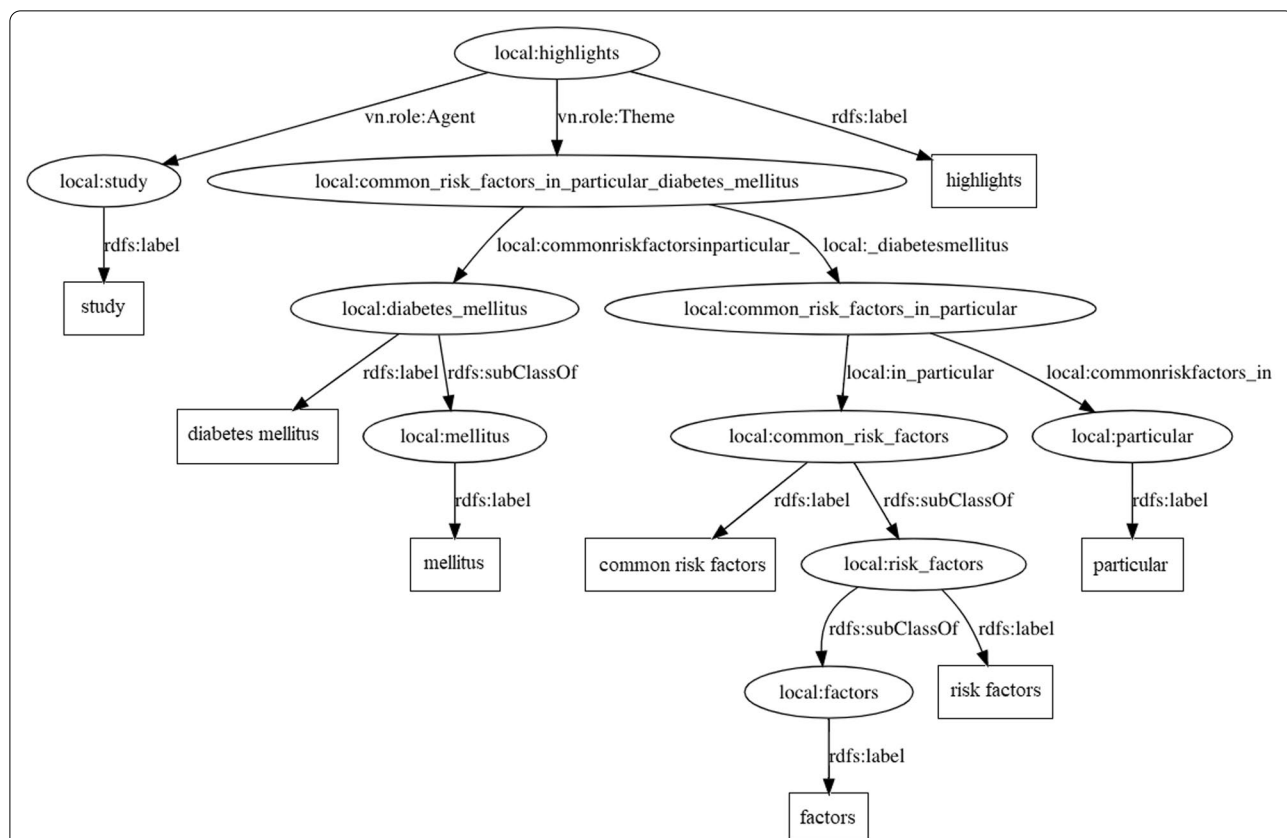 local:highlights
vn.role:Agent
vn.role:Theme
rdfs:label
local:study
local:common_risk_factors_in_particular_diabetes_mellitus
highlights
rdfs:label
local:commonriskfactorsinparticular_
local:_diabetesmellitus
study
local:diabetes_mellitus
local:common_risk_factors_in_particular
rdfs:label
rdfs:subClassOf
local:in_particular
local:commonriskfactors_in
diabetes mellitus
local:mellitus
local:common_risk_factors
local:particular
rdfs:label
rdfs:label
rdfs:subClassOf
rdfs:label
mellitus
common risk factors
local:risk_factors
particular
rdfs:subClassOf
rdfs:label
local:factors
risk factors
rdfs:label
factors